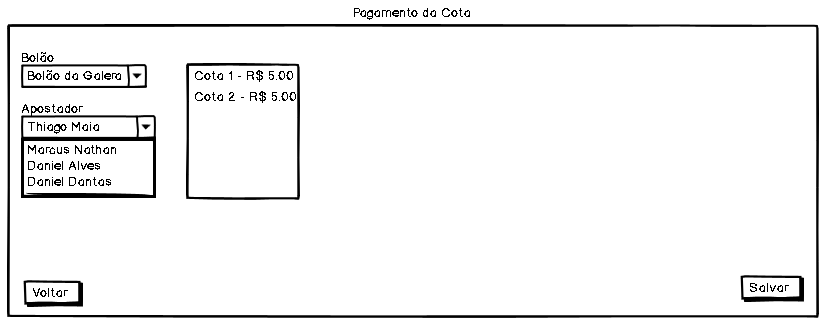 Pagamento da Cota
Bolão
Bolão da Galera
Apostador
Thiago Maia
Marcus Nathan
Daniel Alves
Daniel Dantas
Cota 1 - R$ 5.00
Cota 2 - R$ 5.00
Voltar
Salvar